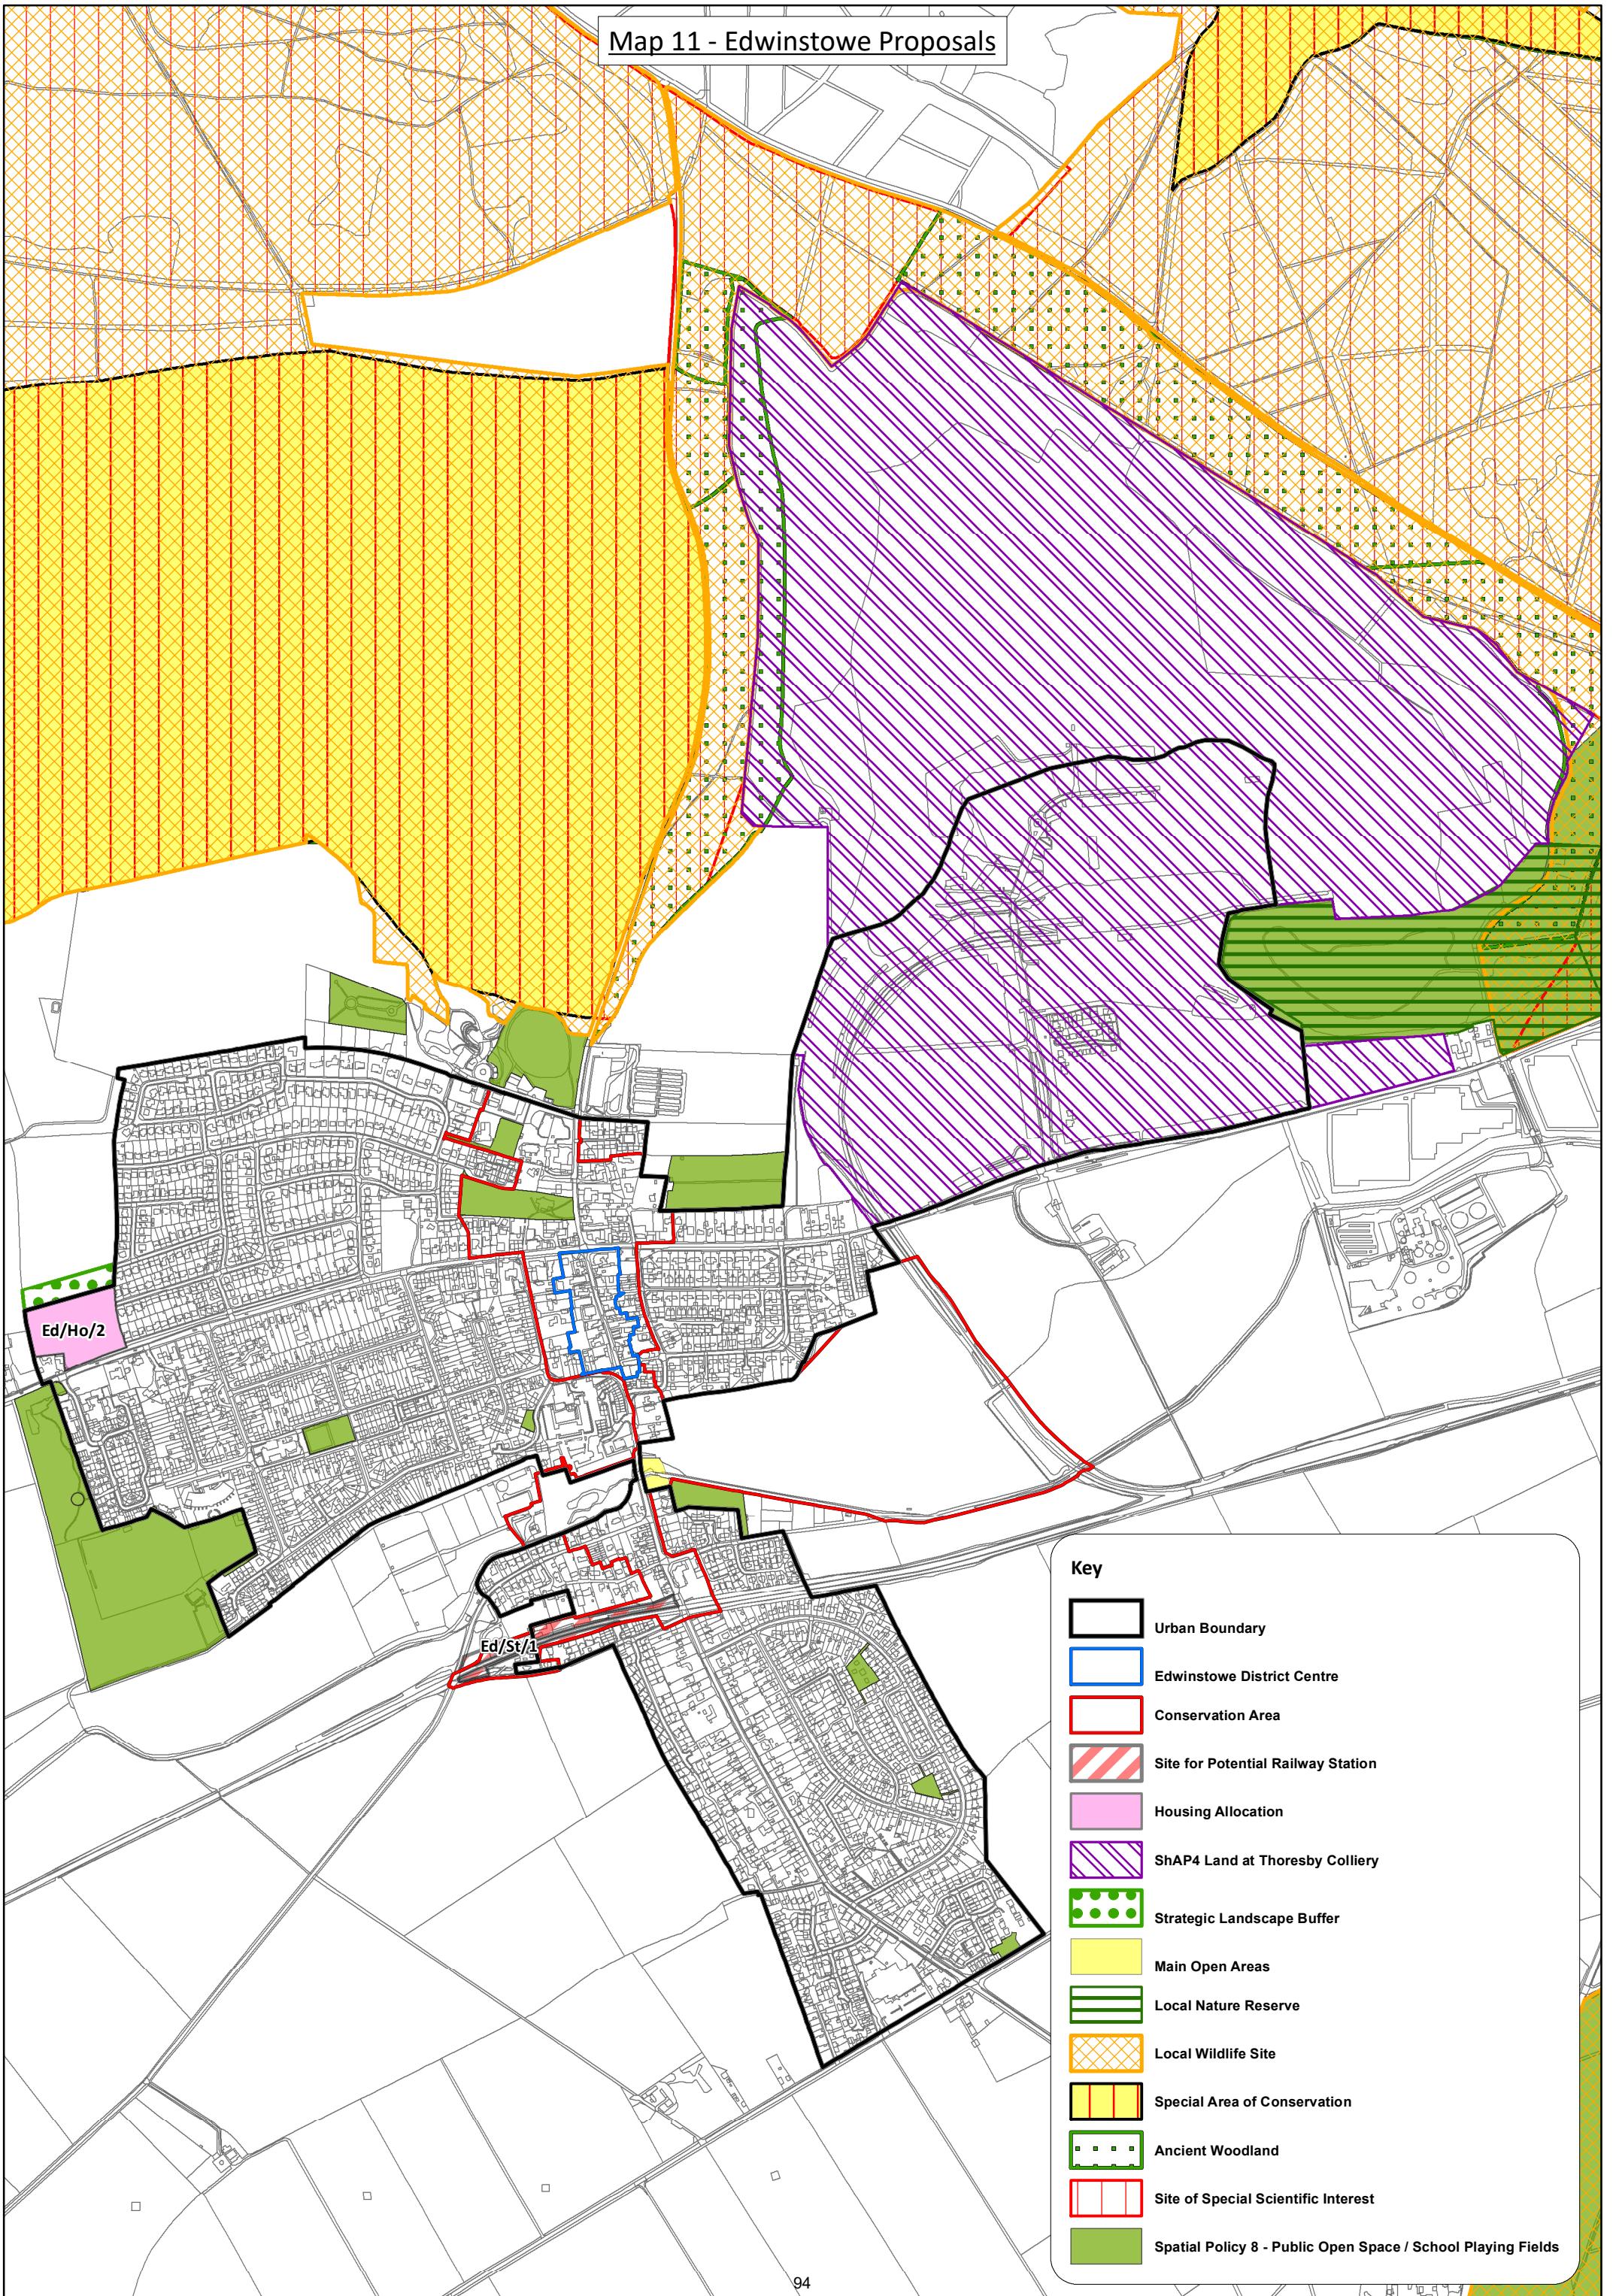 Map 11 - Edwinstowe Proposals
Ed/Ho/2
Ed/St/1
Key
Urban Boundary
Edwinstowe District Centre
Conservation Area
Site for Potential Railway Station
Housing Allocation
ShAP4 Land at Thoresby Colliery
Strategic Landscape Buffer
Main Open Areas
Local Nature Reserve
Local Wildlife Site
Special Area of Conservation
Ancient Woodland
Site of Special Scientific Interest
Spatial Policy 8 - Public Open Space / School Playing Fields
94